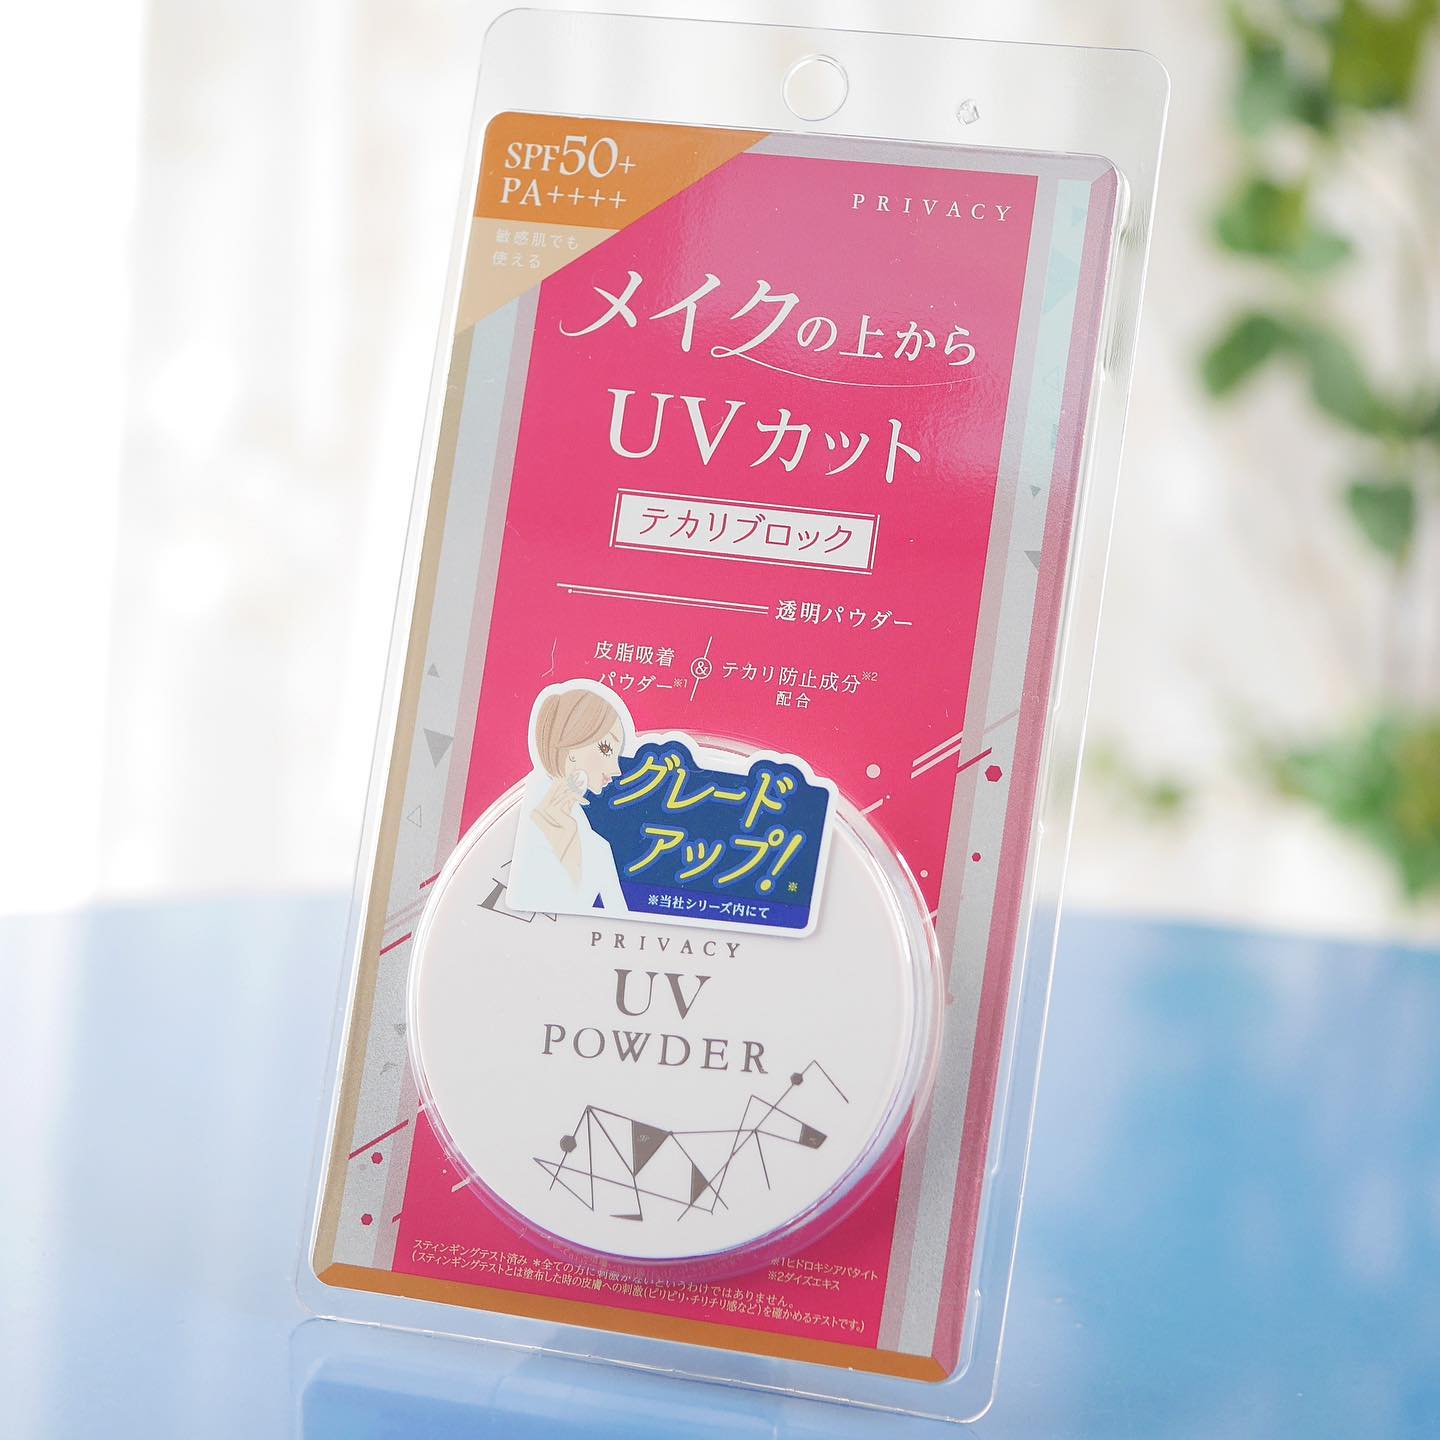 SPF50+
PA++++
敏感肌でも
使える
PRIVACY
メイクの上から
UVカット
テカリブロック
透明パウダー
皮脂吸着
パウダー※1
&
テカリ防止成分※2
配合
グレード
アップ!※
※当社シリーズ内にて
PRIVACY
UV
POWDER
※1ヒドロキシアパタイト
※2ダイズエキス
スティンギングテスト済み *全ての方に刺激がないというわけではありません。
(スティンギングテストとは塗布した時の皮膚への刺激(ピリピリ・チリチリ感など)を確かめるテストです。)